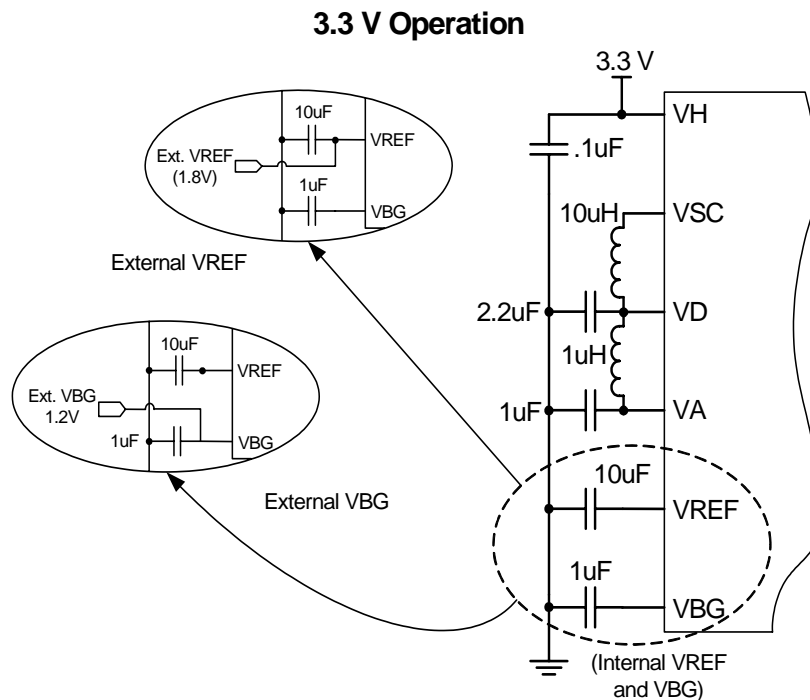 3.3 V Operation
3.3 V
VH
.1uF
10uH
VSC
2.2uF
VD
1uH
1uF
VA
10uF
VREF
1uF
VBG
(Internal VREF
and VBG)
10uF
VREF
Ext. VREF
(1.8V)
1uF
VBG
External VREF
10uF
VREF
Ext. VBG
1.2V
1uF
VBG
External VBG